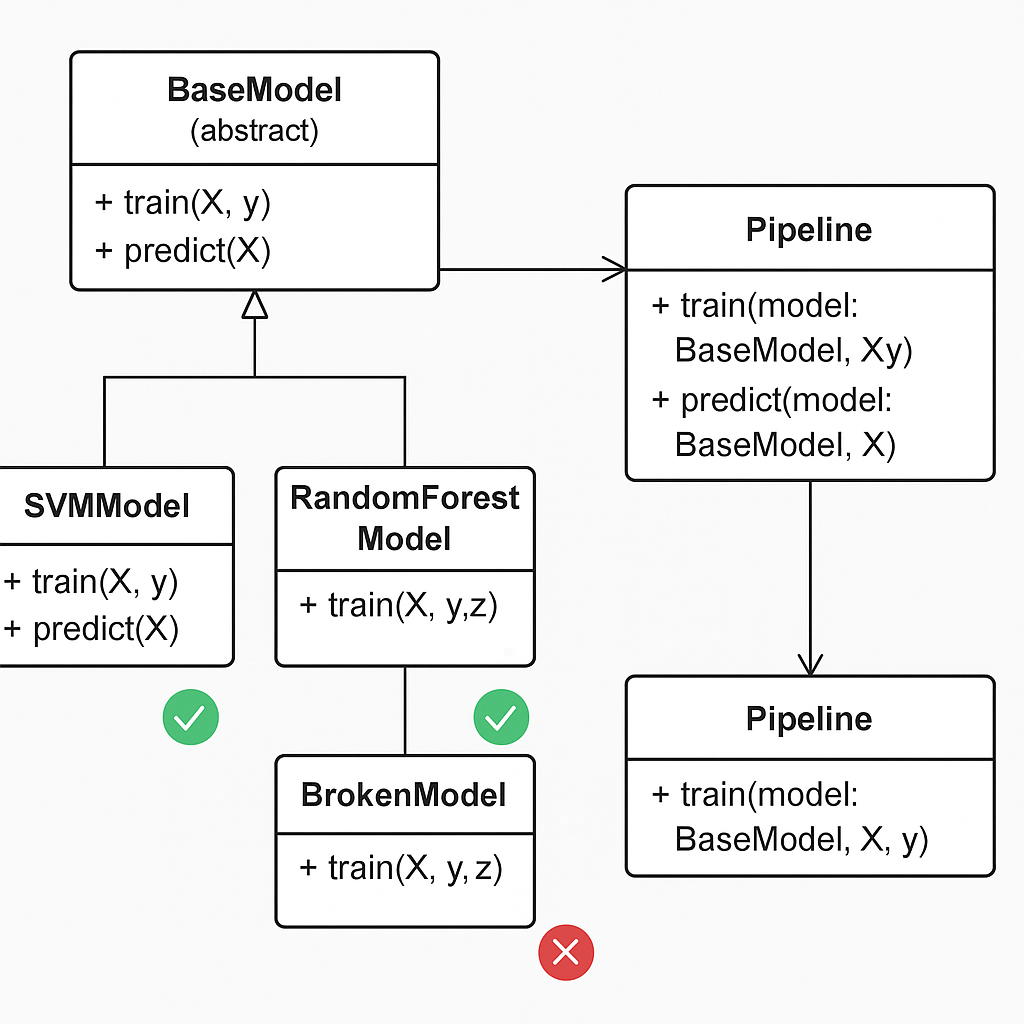 BaseModel
(abstract)
+ train(X, y)
+ predict(X)
Pipeline
+ train(model:
BaseModel, Xy)
+ predict(model:
BaseModel, X)
SVMModel
+ train(X, y)
+ predict(X)
RandomForest
Model
+ train(X, y,z)
BrokenModel
+ train(X, y, z)
Pipeline
+ train(model:
BaseModel, X, y)